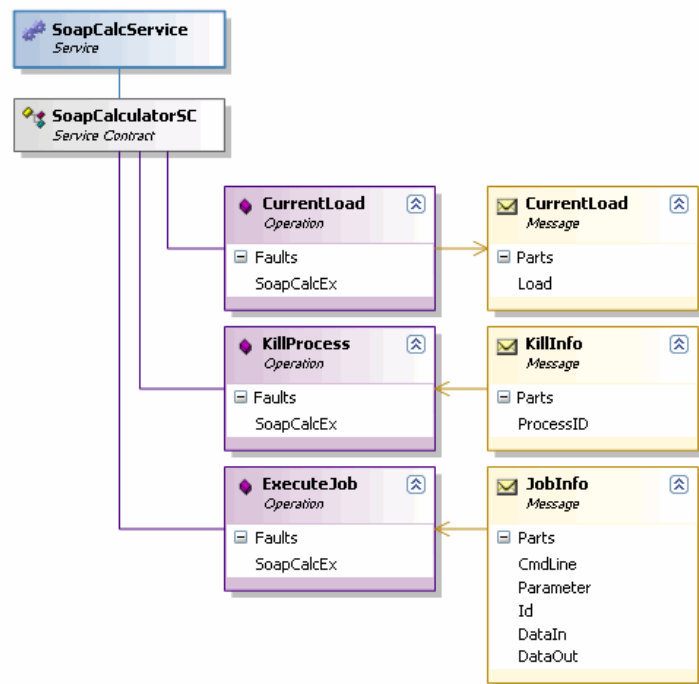 SoapCalcService
Service
SoapCalculatorSC
Service Contract
CurrentLoad
Operation
Faults
SoapCalcEx
CurrentLoad
Message
Parts
Load
KillProcess
Operation
Faults
SoapCalcEx
KillInfo
Message
Parts
ProcessID
ExecuteJob
Operation
Faults
SoapCalcEx
JobInfo
Message
Parts
CmdLine
Parameter
Id
DataIn
DataOut